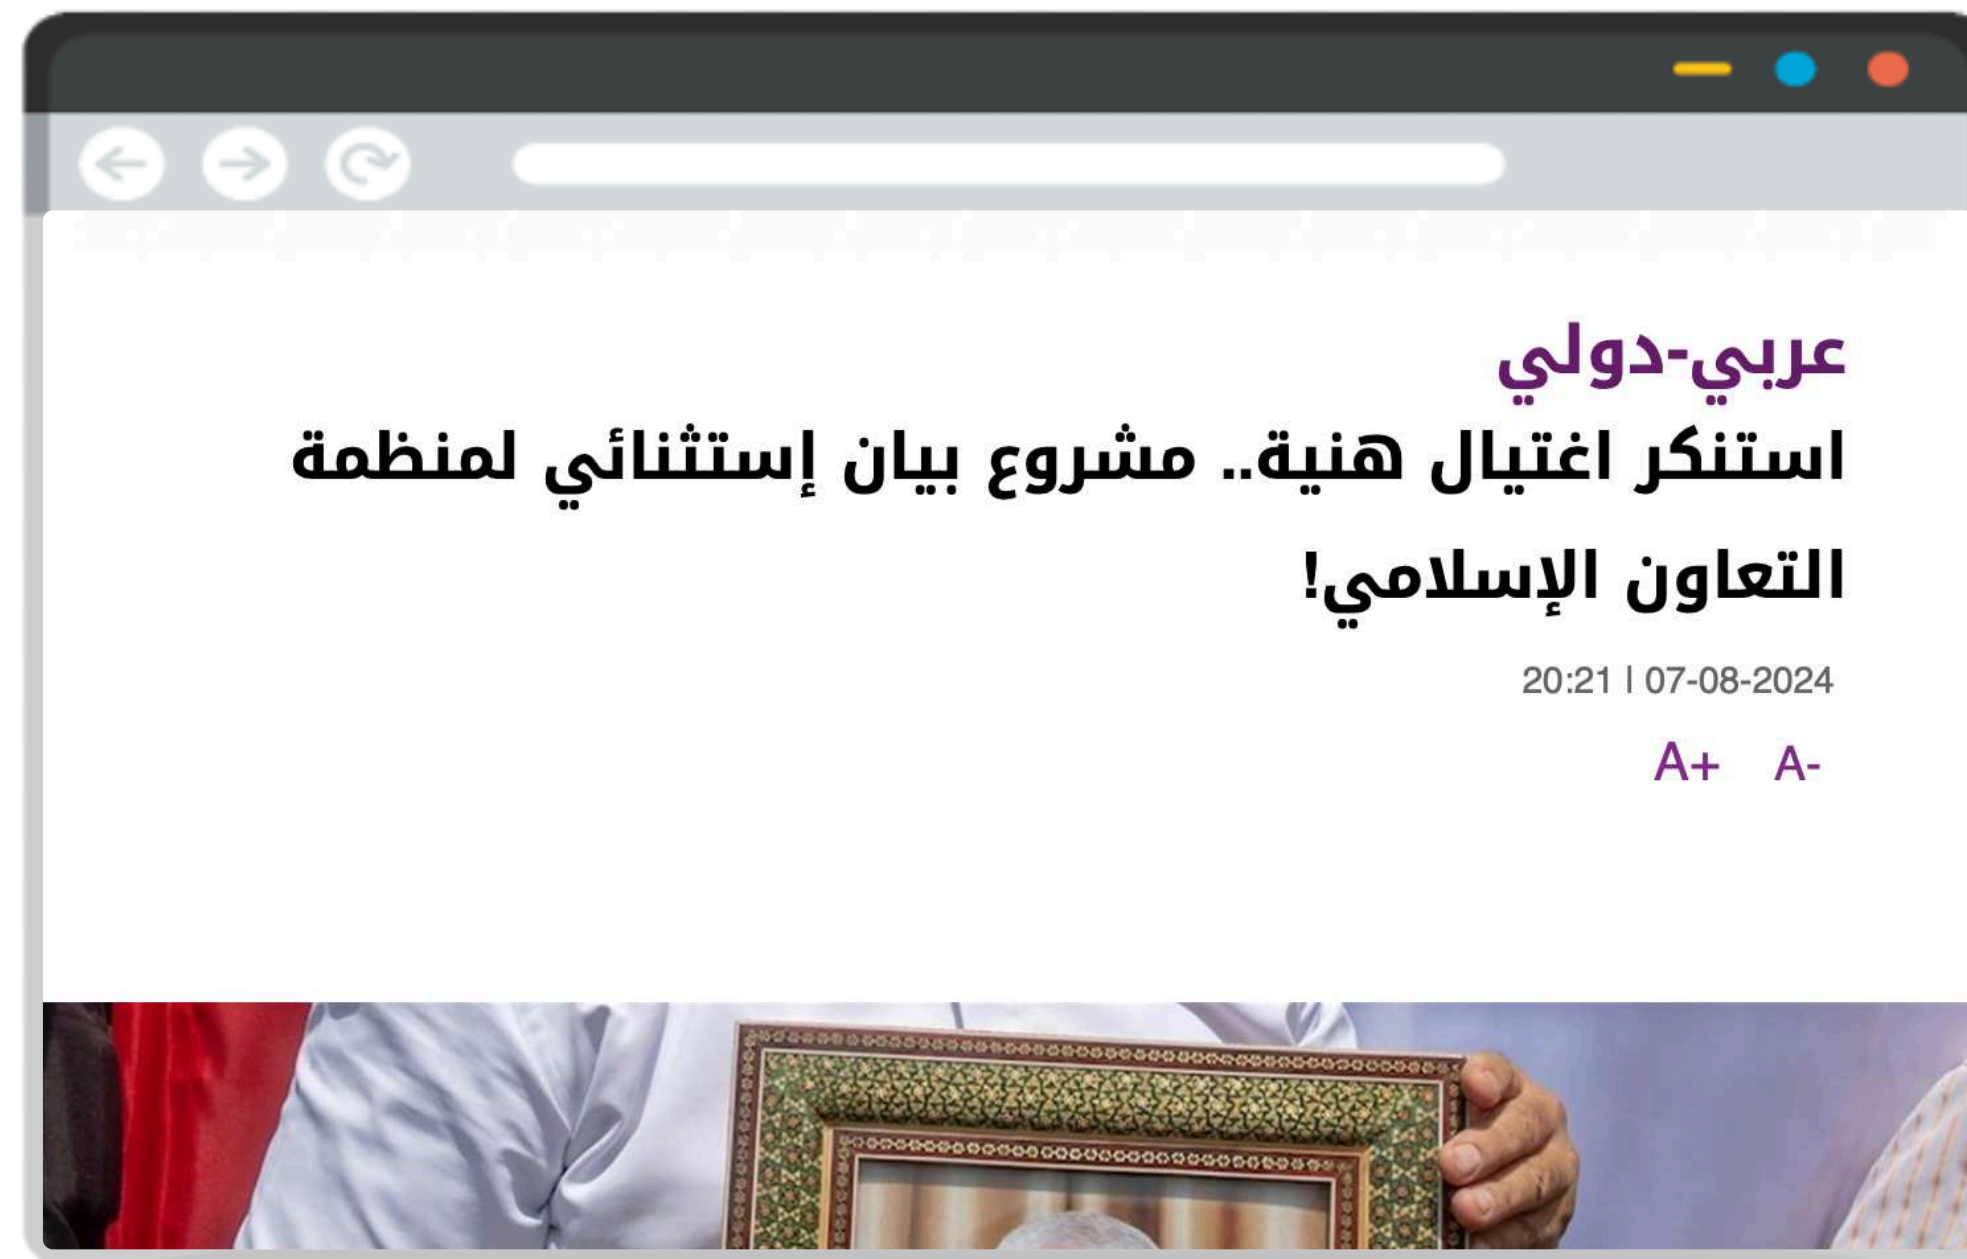 عربي-دولي
استنكر اغتيال هنية.. مشروع بيان إستثنائي لمنظمة
التعاون الإسلامي!
20:21 | 07-08-2024
A+ A-